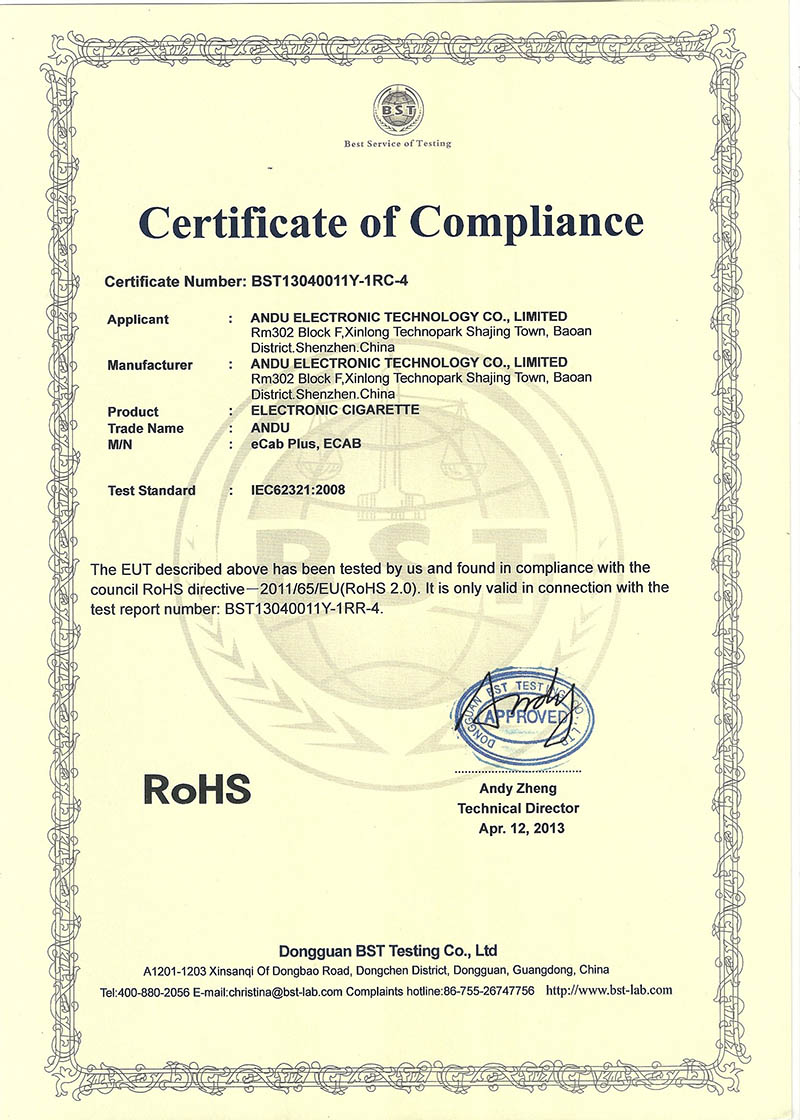 BST
Best Service of Testing
Certificate of Compliance
Certificate Number: BST13040011Y-1RC-4
Applicant : ANDU ELECTRONIC TECHNOLOGY CO., LIMITED
Rm302 Block F,Xinlong Technopark Shajing Town, Baoan
District.Shenzhen.China
Manufacturer : ANDU ELECTRONIC TECHNOLOGY CO., LIMITED
Rm302 Block F,Xinlong Technopark Shajing Town, Baoan
District.Shenzhen.China
Product : ELECTRONIC CIGARETTE
Trade Name : ANDU
M/N : eCab Plus, ECAB
Test Standard : IEC62321:2008
BST
The EUT described above has been tested by us and found in compliance with the
council RoHS directive—2011/65/EU(RoHS 2.0). It is only valid in connection with the
test report number: BST13040011Y-1RR-4.
DONGGUAN BST TESTING CO., LTD
APPROVED
Andy
RoHS
Andy Zheng
Technical Director
Apr. 12, 2013
Dongguan BST Testing Co., Ltd
A1201-1203 Xinsanqi Of Dongbao Road, Dongchen District, Dongguan, Guangdong, China
Tel:400-880-2056 E-mail:christina@bst-lab.com Complaints hotline:86-755-26747756 http://www.bst-lab.com